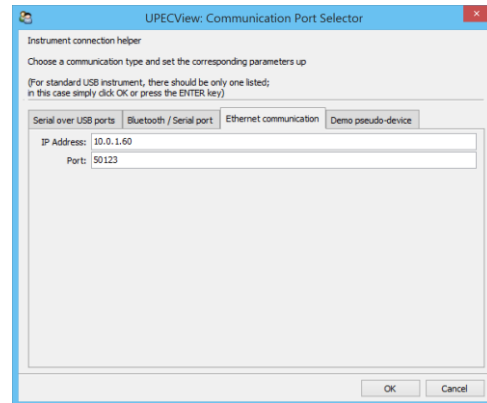 UPECView: Communication Port Selector
Instrument connection helper
Choose a communication type and set the corresponding parameters up
(For standard USB instrument, there should be only one listed;
in this case simply click OK or press the ENTER key)
Serial over USB ports Bluetooth / Serial port Ethernet communication Demo pseudo-device
IP Address: 10.0.1.60
Port: 50123
OK Cancel